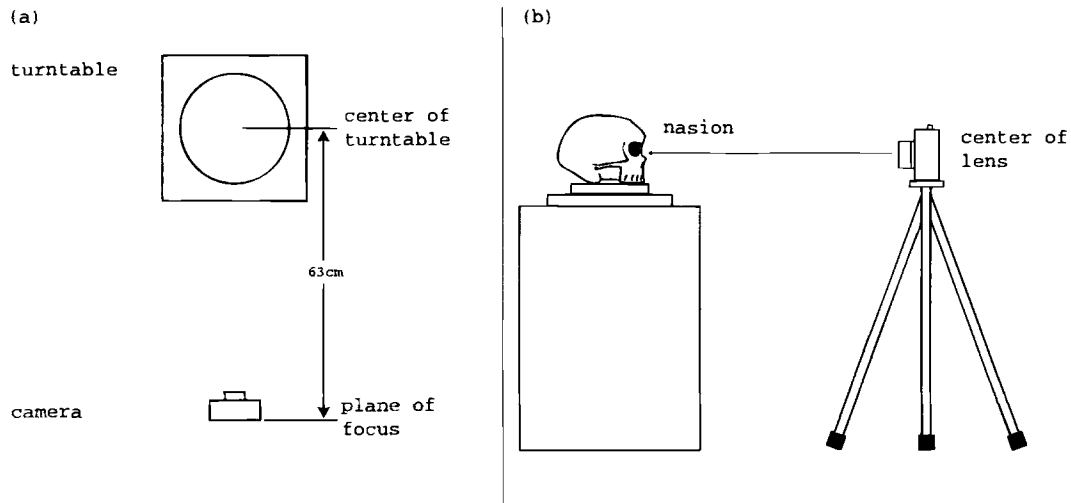 (a)
turntable
center of
turntable
63cm
camera
plane of
focus
(b)
nasion
center of
lens